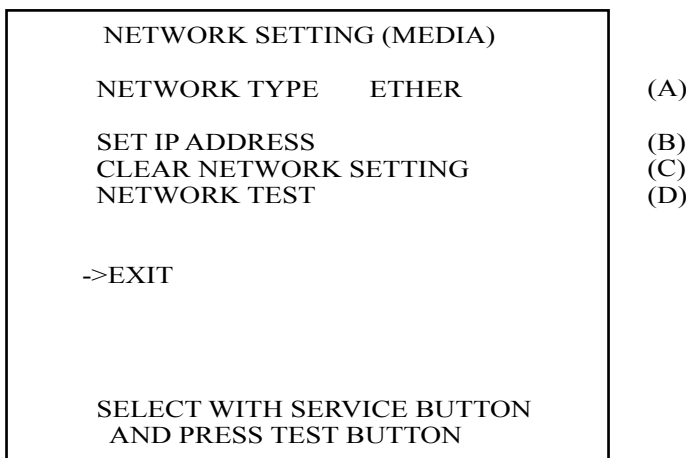 NETWORK SETTING (MEDIA)
NETWORK TYPE ETHER (A)
SET IP ADDRESS (B)
CLEAR NETWORK SETTING (C)
NETWORK TEST (D)
->EXIT
SELECT WITH SERVICE BUTTON
AND PRESS TEST BUTTON